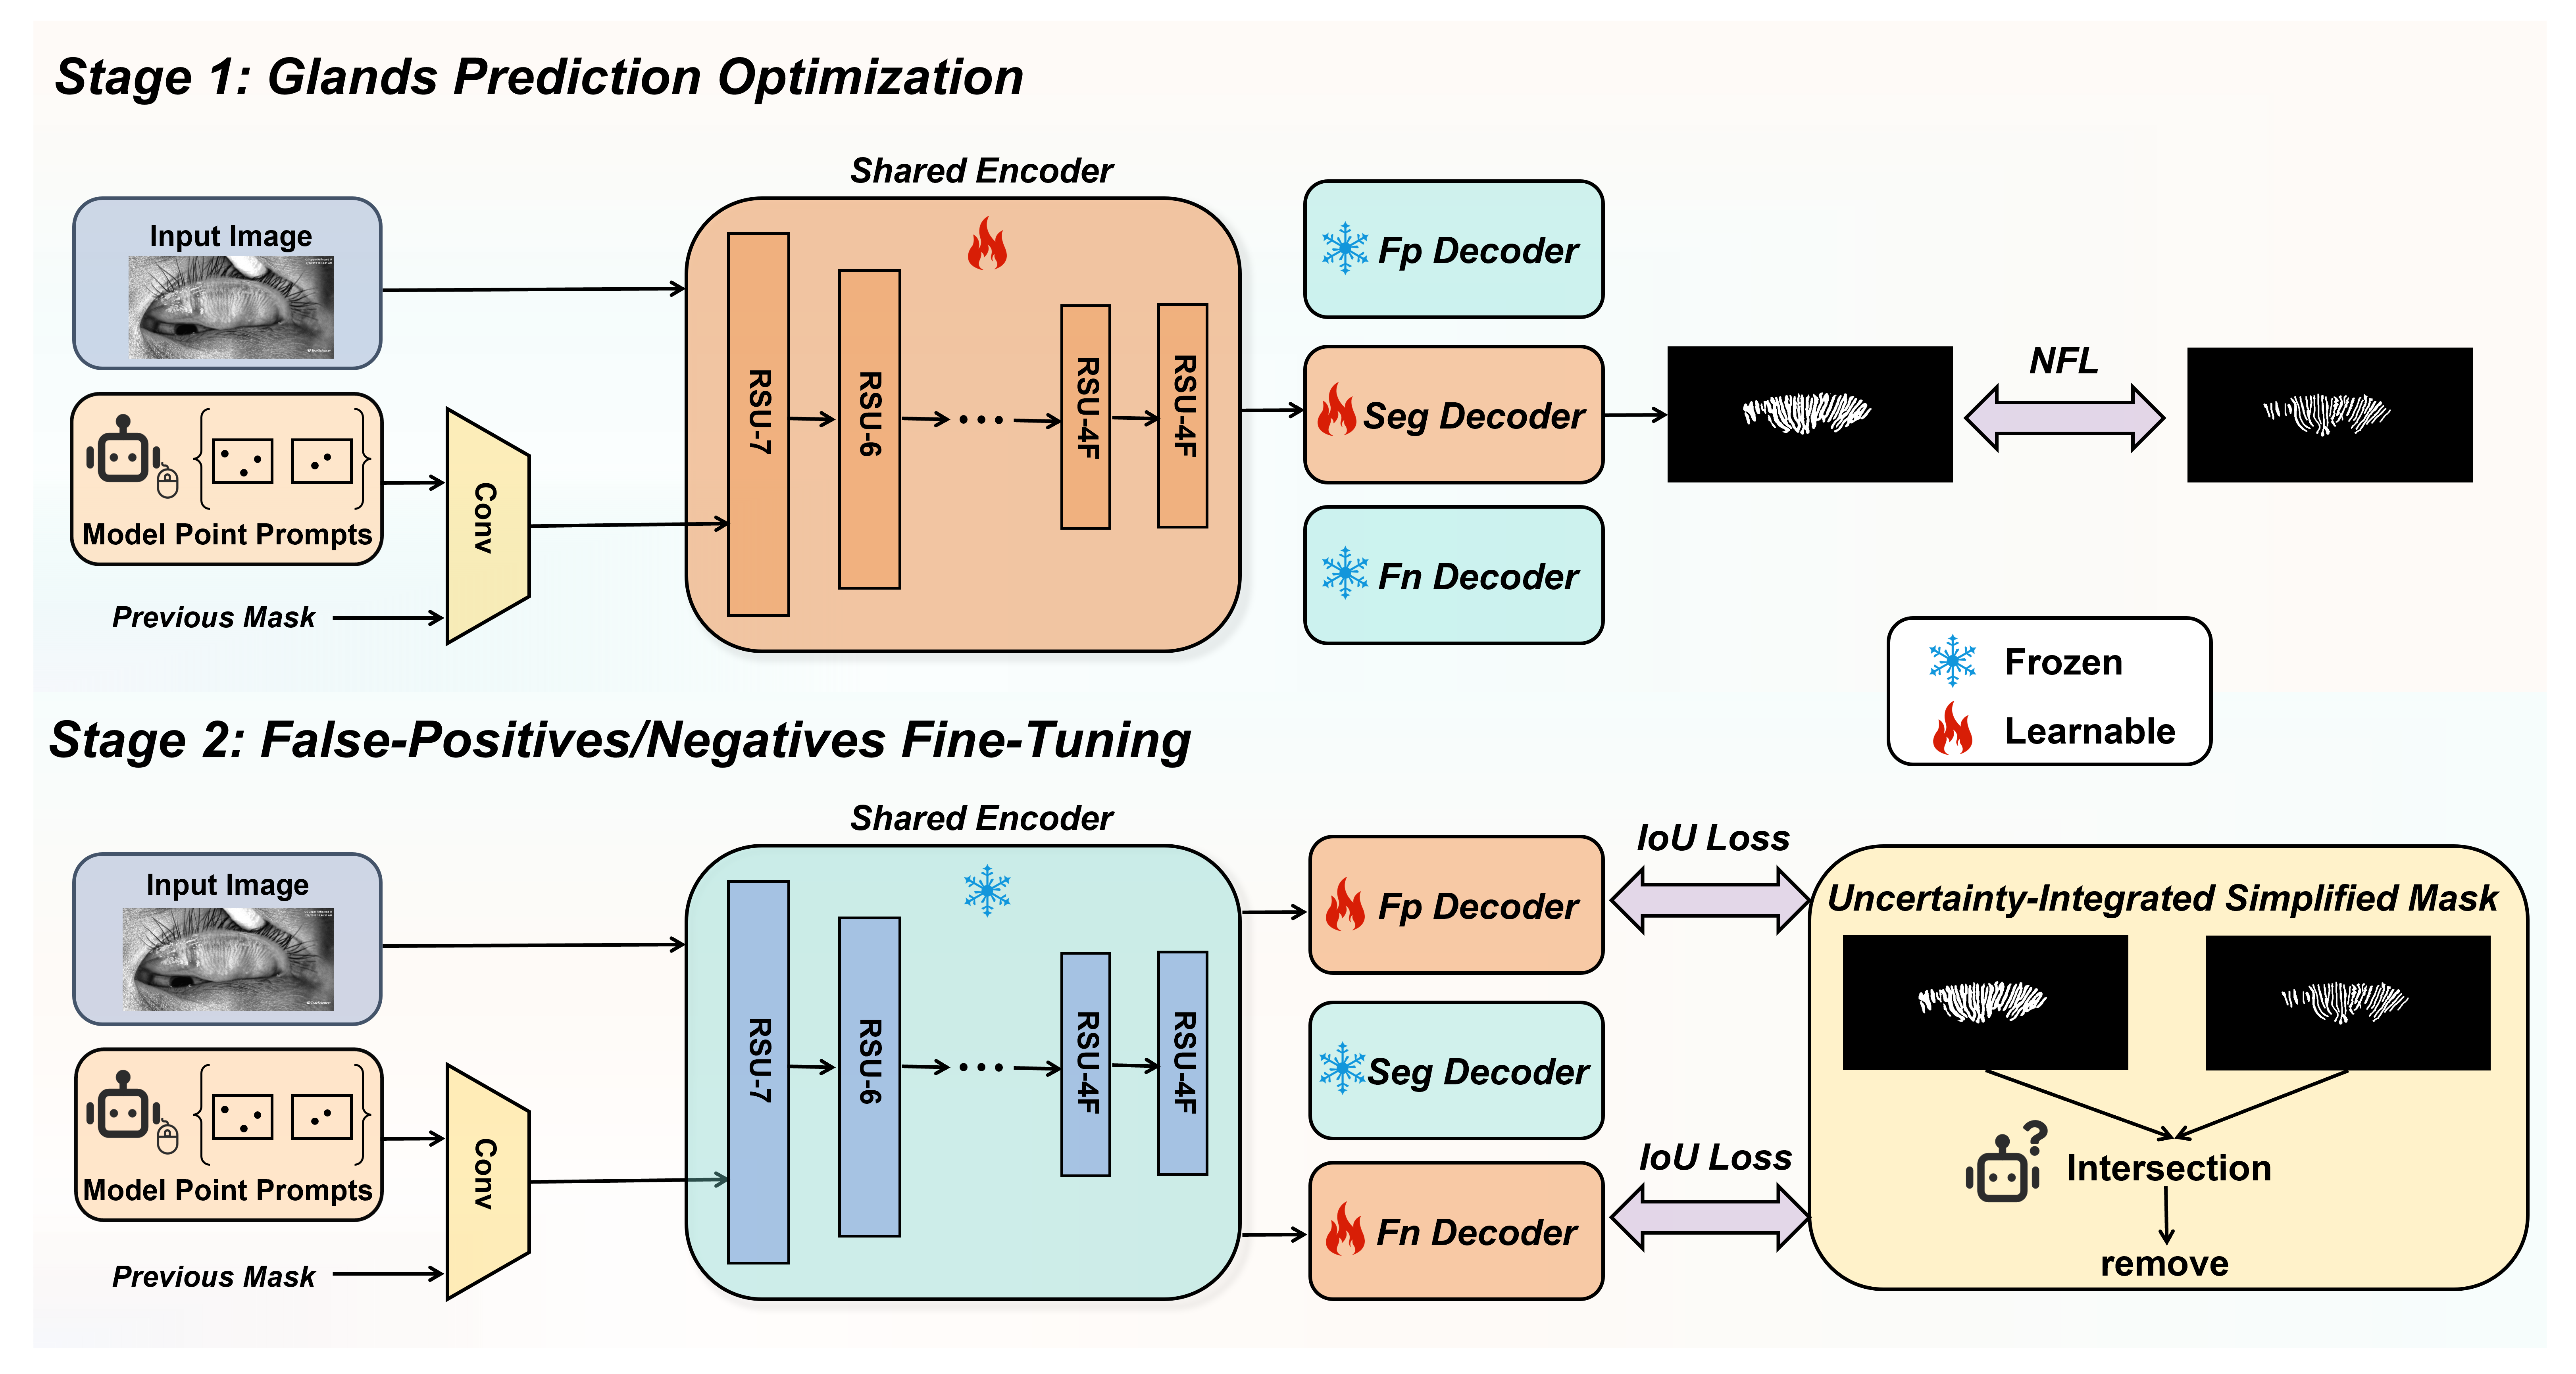 Stage 1: Glands Prediction Optimization
Shared Encoder
Input Image
Model Point Prompts
Previous Mask
Conv
RSU-7
RSU-6
RSU-4F
RSU-4F
Fp Decoder
Seg Decoder
Fn Decoder
NFL
Frozen
Learnable
Stage 2: False-Positives/Negatives Fine-Tuning
Shared Encoder
Input Image
Model Point Prompts
Previous Mask
Conv
RSU-7
RSU-6
RSU-4F
RSU-4F
Fp Decoder
Seg Decoder
Fn Decoder
IoU Loss
IoU Loss
Uncertainty-Integrated Simplified Mask
?
Intersection
remove